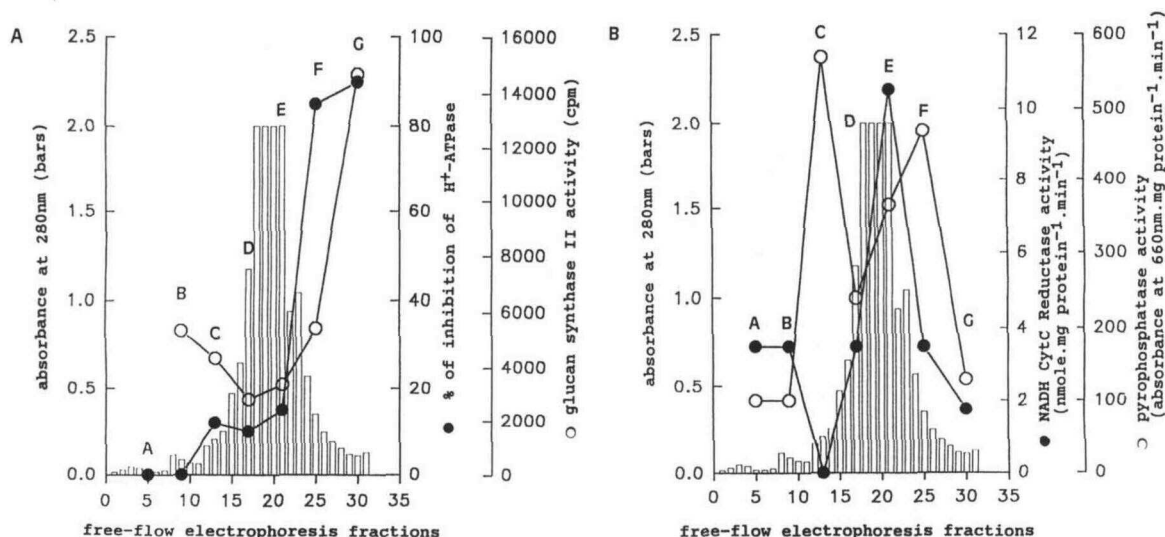 A
absorbance at 280nm (bars)
2.5
2.0
1.5
1.0
0.5
0.0
A
B
C
D
E
F
G
100
80
60
40
20
0
● % of inhibition of H⁺-ATPase
16000
14000
12000
10000
8000
6000
4000
2000
0
○ glucan synthase II activity (cpm)
0 5 10 15 20 25 30 35
free-flow electrophoresis fractions
B
absorbance at 280nm (bars)
2.5
2.0
1.5
1.0
0.5
0.0
A
B
C
D
E
F
G
12
10
8
6
4
2
0
● NADH CytC Reductase activity
(nmole.mg protein⁻¹.min⁻¹)
600
500
400
300
200
100
0
○ pyrophosphatase activity
(absorbance at 660nm.mg protein⁻¹.min⁻¹)
0 5 10 15 20 25 30 35
free-flow electrophoresis fractions